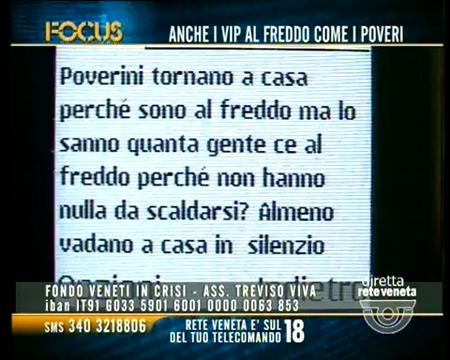 FOCUS
ANCHE I VIP AL FREDDO COME I POVERI
Poverini tornano a casa
perché sono al freddo ma lo
sanno quanta gente ce al
freddo perché non hanno
nulla da scaldarsi? Almeno
vadano a casa in silenzio
FONDO VENETI IN CRISI - ASS. TREVISO VIVA
iban IT91 G033 5901 6001 0000 0063 853
diretta
reteveneta
SMS 340 3218806
RETE VENETA E' SUL
DEL TUO TELECOMANDO 18